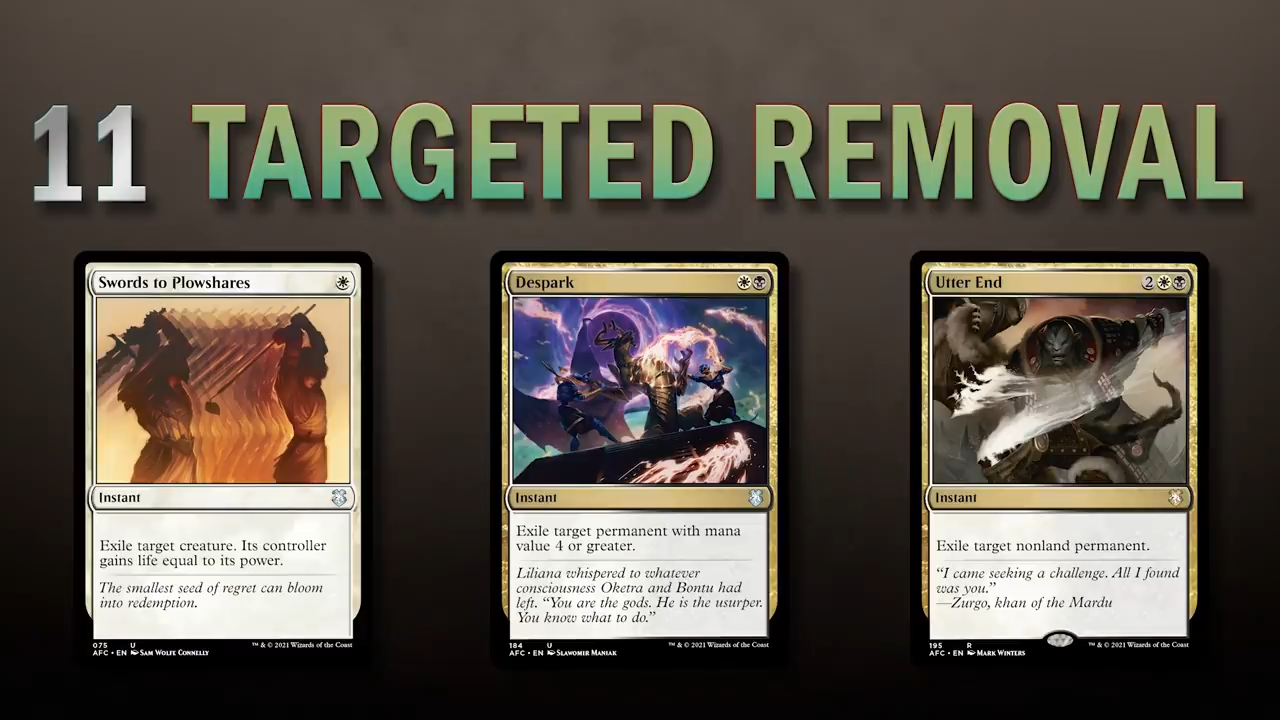 11 TARGETED REMOVAL
Swords to Plowshares
Instant
Exile target creature. Its controller
gains life equal to its power.
The smallest seed of regret can bloom
into redemption.
075 U
AFC • EN SAM WOLFE CONNELLY
™ & © 2021 Wizards of the Coast
Despark
Instant
Exile target permanent with mana
value 4 or greater.
Liliana whispered to whatever
consciousness Oketra and Bontu had
left. “You are the gods. He is the usurper.
You know what to do.”
184 U
AFC • EN SLAWOMIR MANIAK
™ & © 2021 Wizards of the Coast
Utter End
2
Instant
Exile target nonland permanent.
“I came seeking a challenge. All I found
was you.”
—Zurgo, khan of the Mardu
195 R
AFC • EN MARK WINTERS
™ & © 2021 Wizards of the Coast